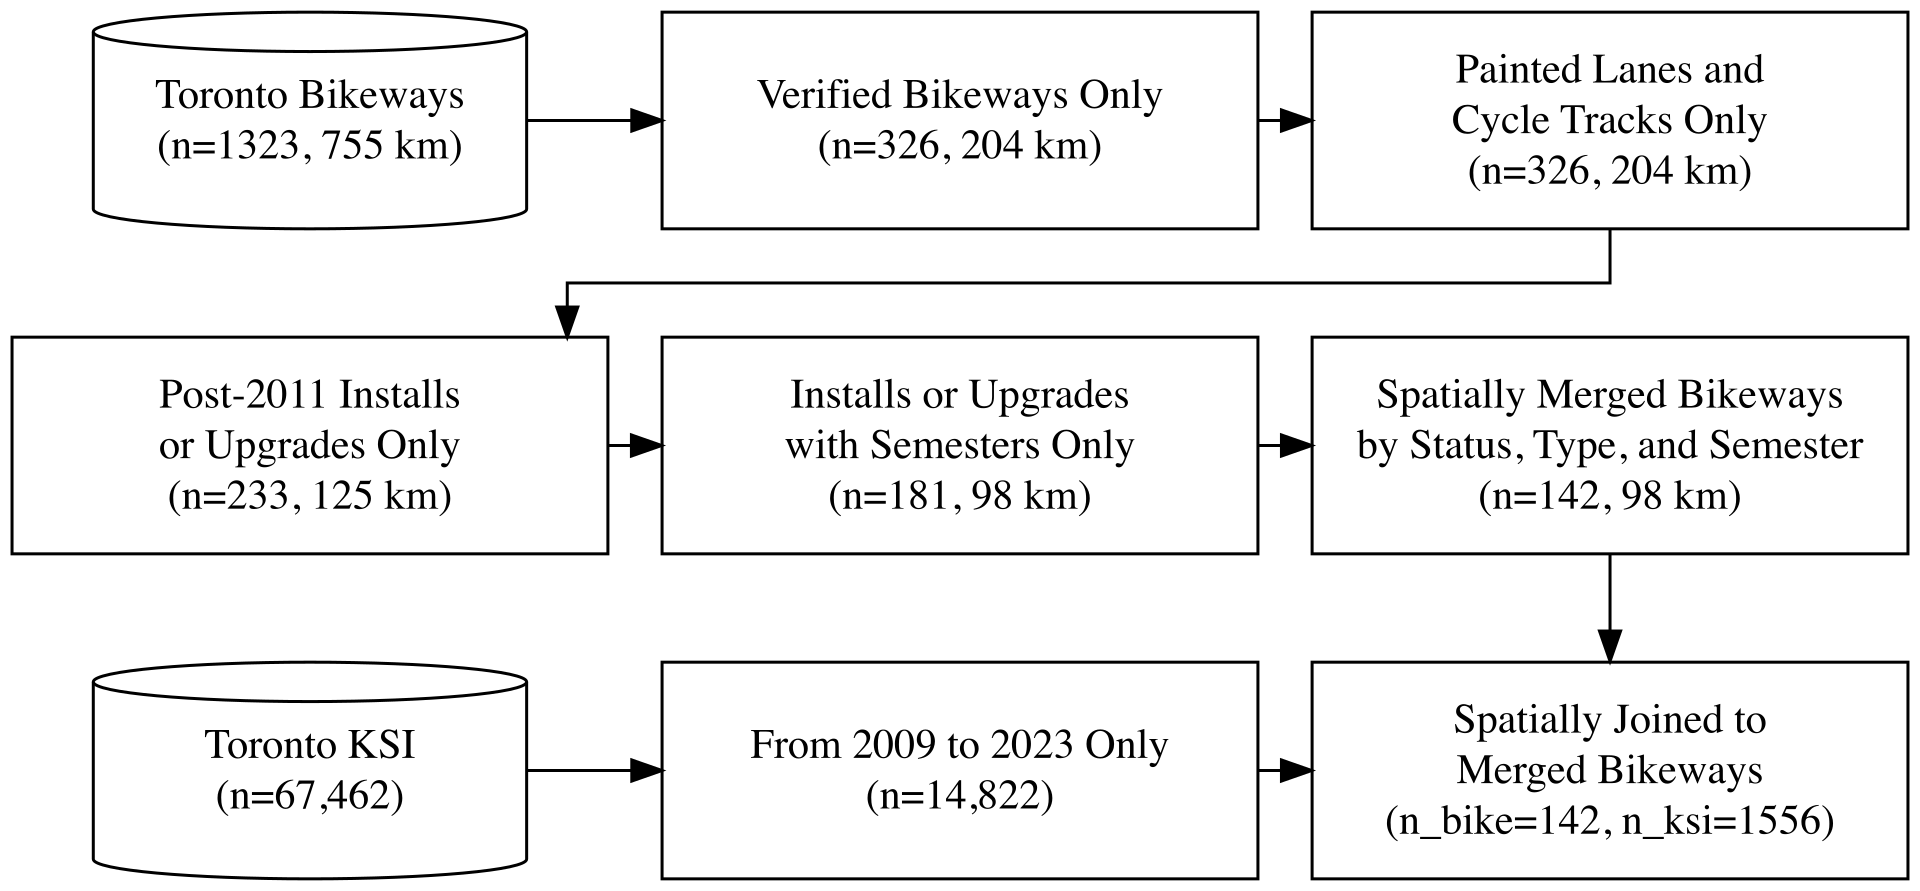 Toronto Bikeways
(n=1323, 755 km)
Verified Bikeways Only
(n=326, 204 km)
Painted Lanes and
Cycle Tracks Only
(n=326, 204 km)
Post-2011 Installs
or Upgrades Only
(n=233, 125 km)
Installs or Upgrades
with Semesters Only
(n=181, 98 km)
Spatially Merged Bikeways
by Status, Type, and Semester
(n=142, 98 km)
Toronto KSI
(n=67,462)
From 2009 to 2023 Only
(n=14,822)
Spatially Joined to
Merged Bikeways
(n_bike=142, n_ksi=1556)